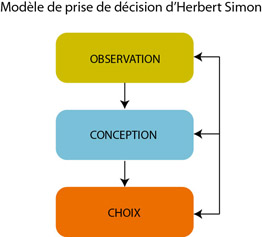 Modèle de prise de décision d’Herbert Simon
OBSERVATION
CONCEPTION
CHOIX